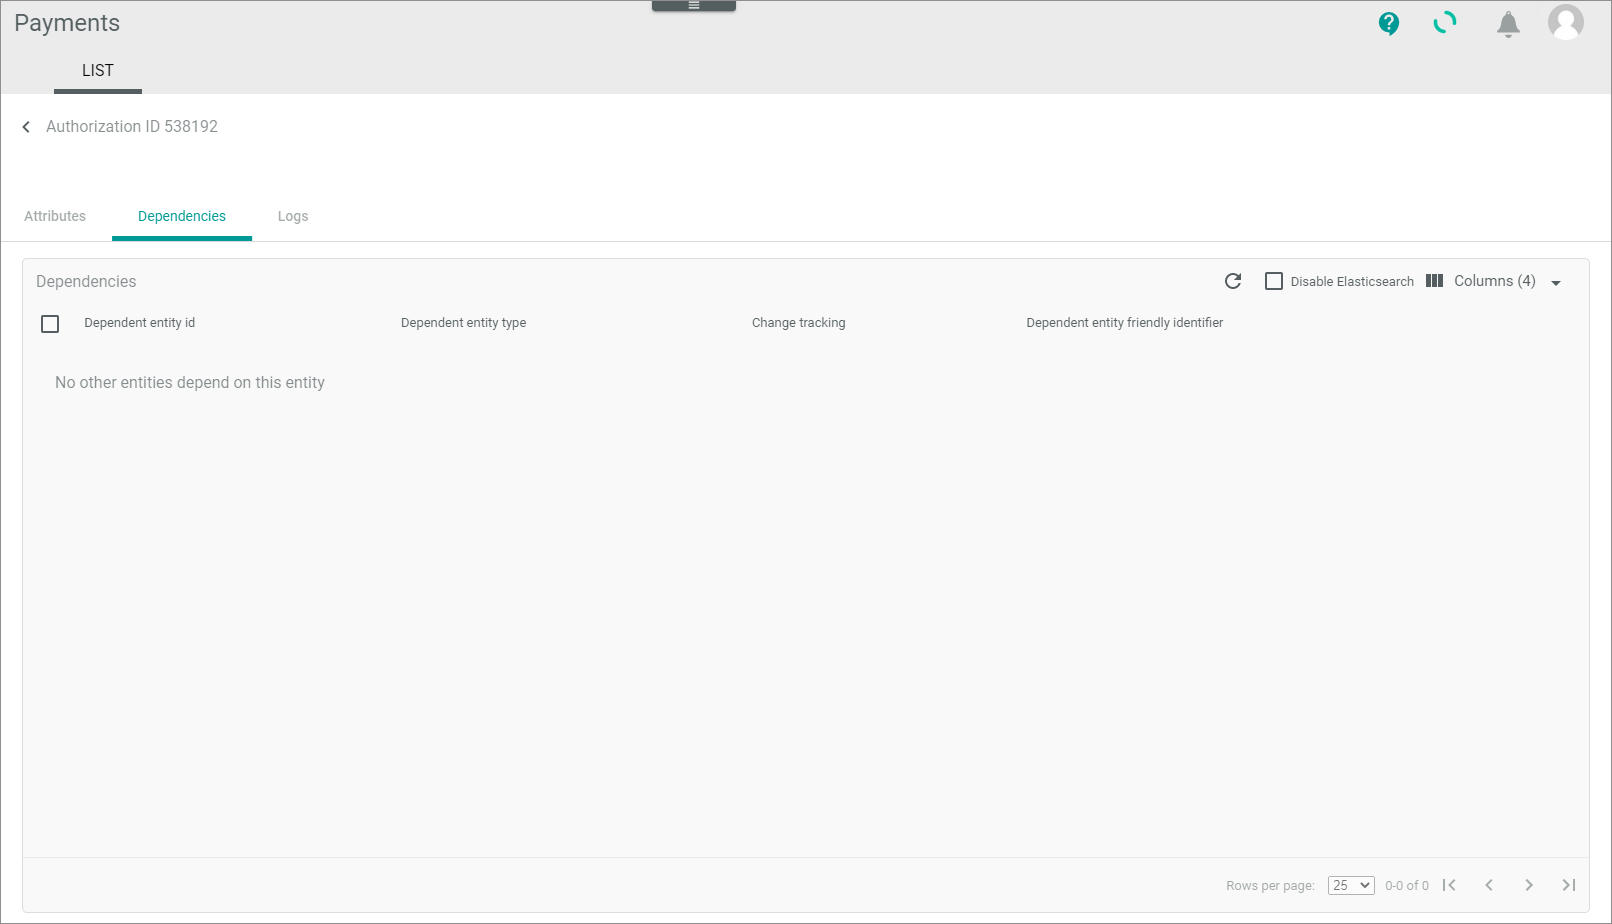 Payments
LIST
Authorization ID 538192
Attributes Dependencies Logs
Dependencies Disable Elasticsearch Columns (4)
Dependent entity id Dependent entity type Change tracking Dependent entity friendly identifier
No other entities depend on this entity
Rows per page: 25 0-0 of 0